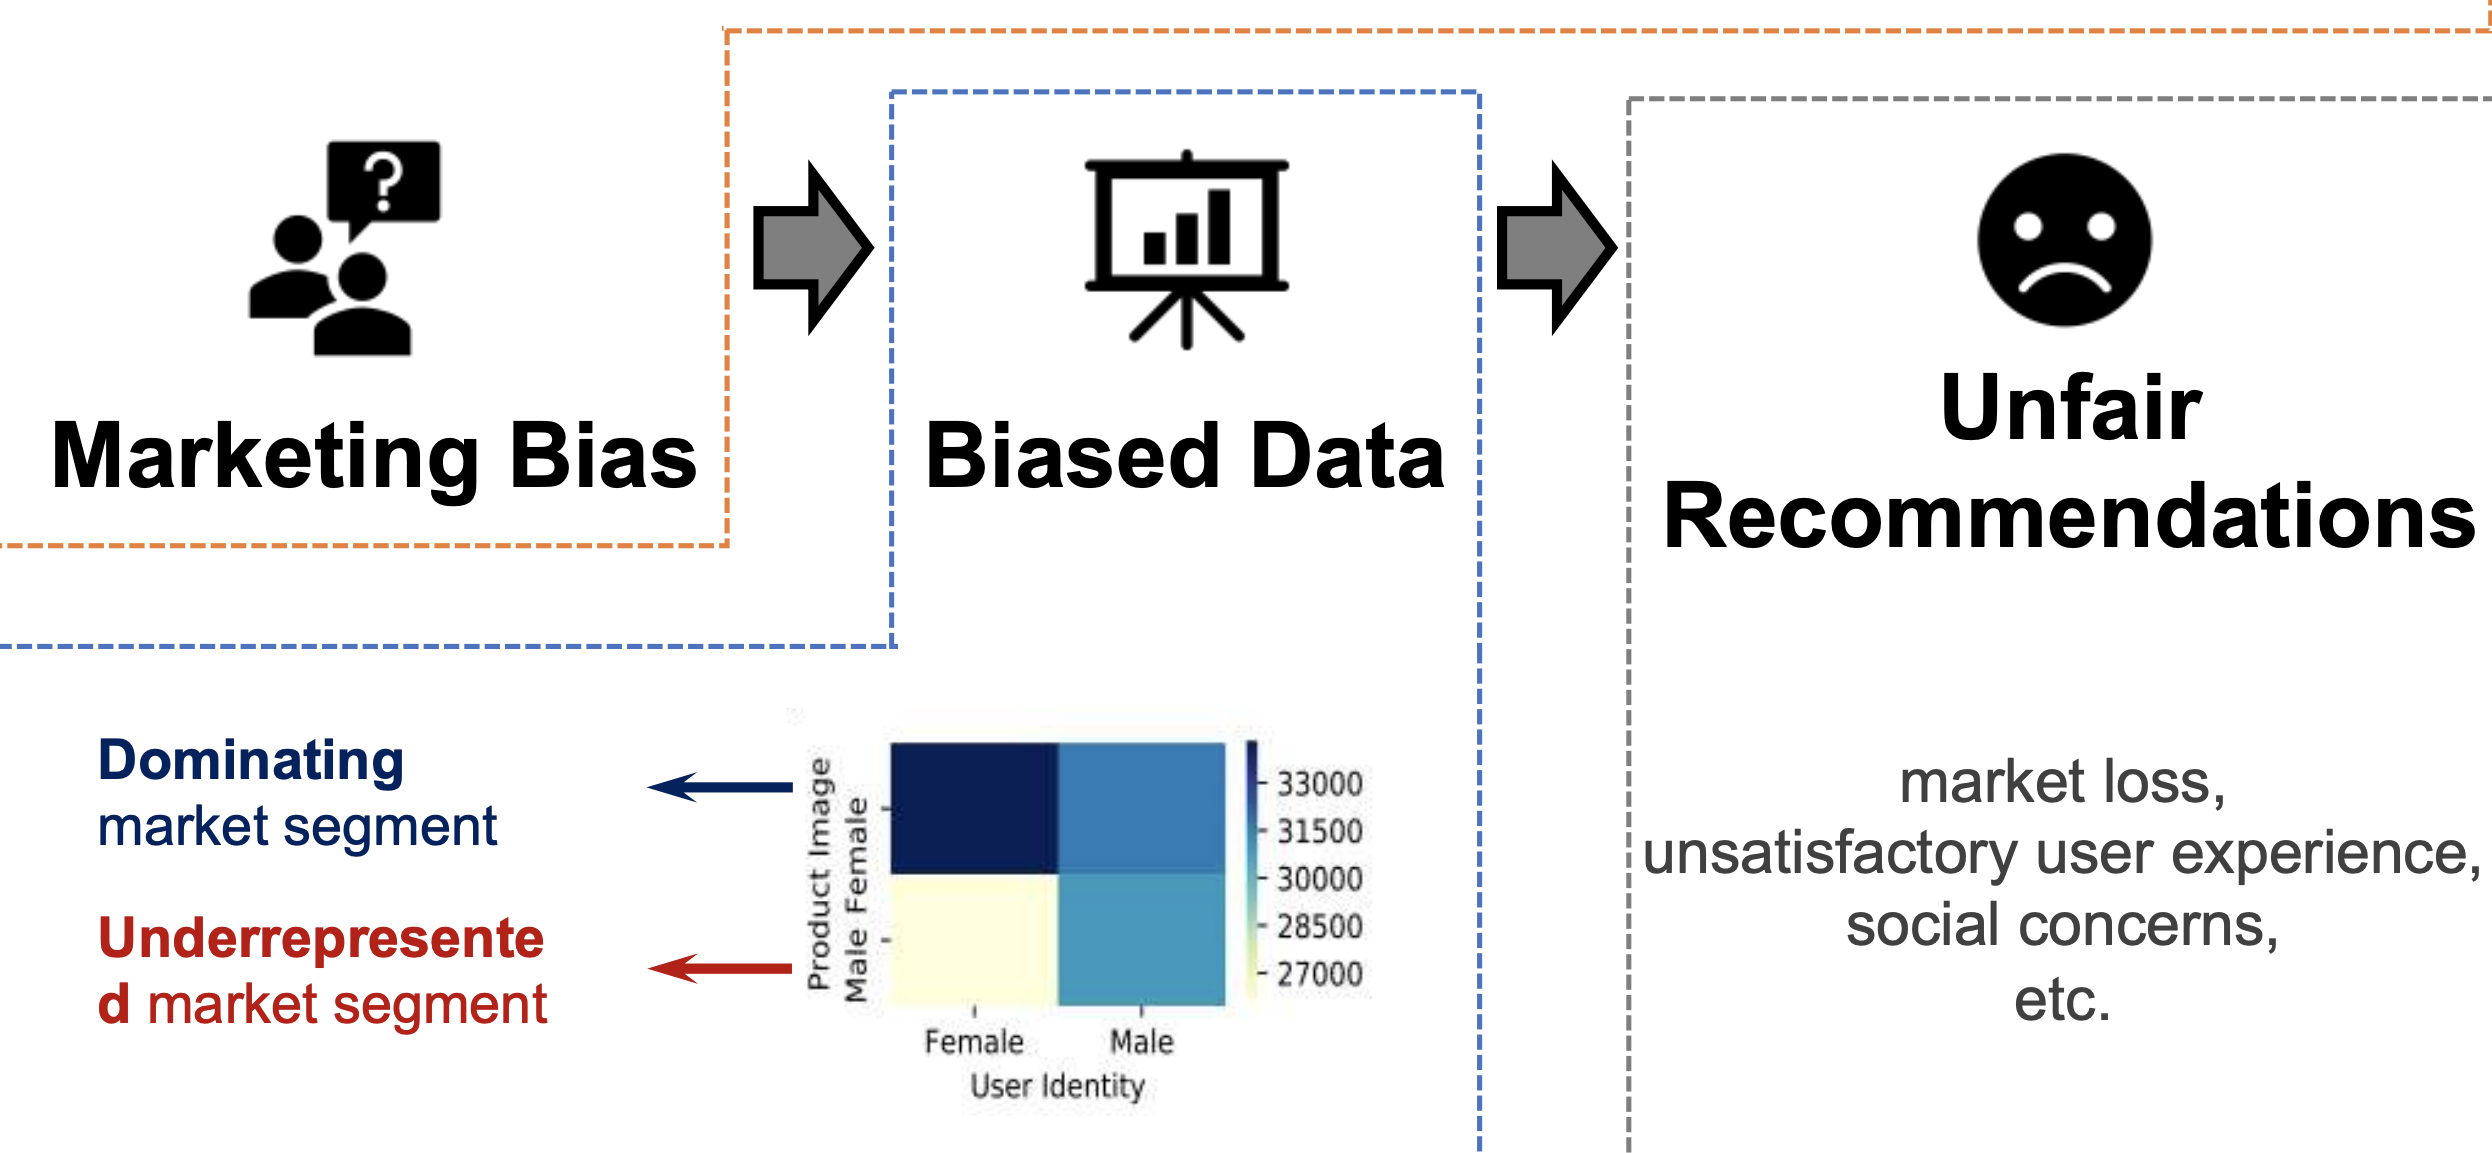 ?
Marketing Bias
Biased Data
Unfair
Recommendations
Dominating
market segment
Underrepresente
d market segment
Product Image
Male Female
33000
31500
30000
28500
27000
Female Male
User Identity
market loss,
unsatisfactory user experience,
social concerns,
etc.